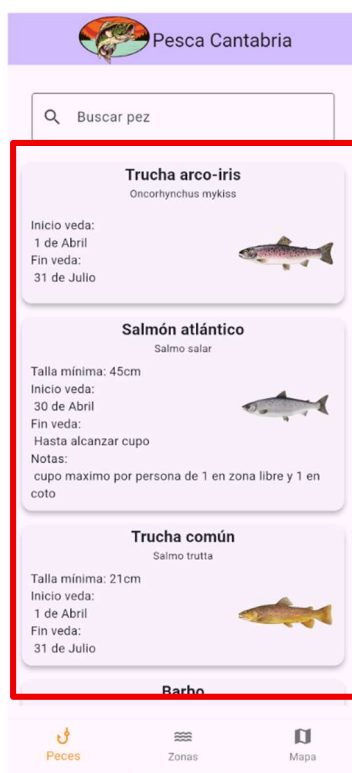 Pesca Cantabria
Buscar pez
Trucha arco-iris
Oncorhynchus mykiss
Inicio veda:
1 de Abril
Fin veda:
31 de Julio
Salmón atlántico
Salmo salar
Talla mínima: 45cm
Inicio veda:
30 de Abril
Fin veda:
Hasta alcanzar cupo
Notas:
cupo maximo por persona de 1 en zona libre y 1 en
coto
Trucha común
Salmo trutta
Talla mínima: 21cm
Inicio veda:
1 de Abril
Fin veda:
31 de Julio
Barbo
Peces
Zonas
Mapa